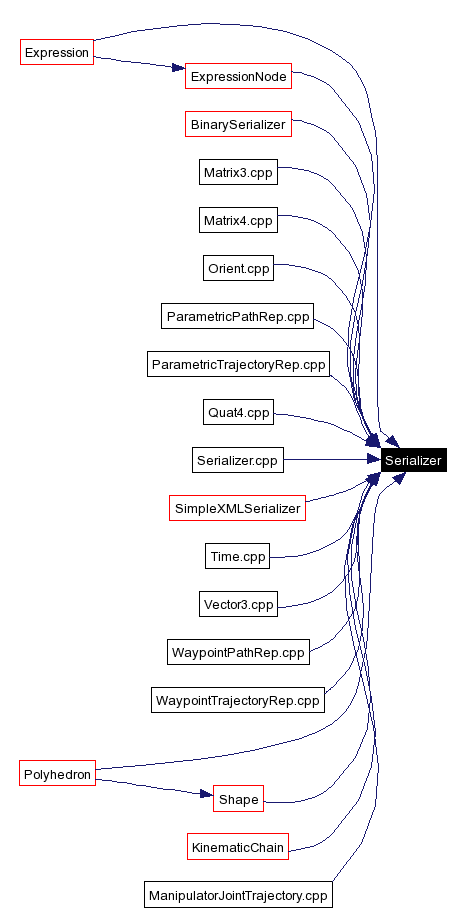 Expression
ExpressionNode
BinarySerializer
Matrix3.cpp
Matrix4.cpp
Orient.cpp
ParametricPathRep.cpp
ParametricTrajectoryRep.cpp
Quat4.cpp
Serializer.cpp
Serializer
SimpleXMLSerializer
Time.cpp
Vector3.cpp
WaypointPathRep.cpp
WaypointTrajectoryRep.cpp
Polyhedron
Shape
KinematicChain
ManipulatorJointTrajectory.cpp